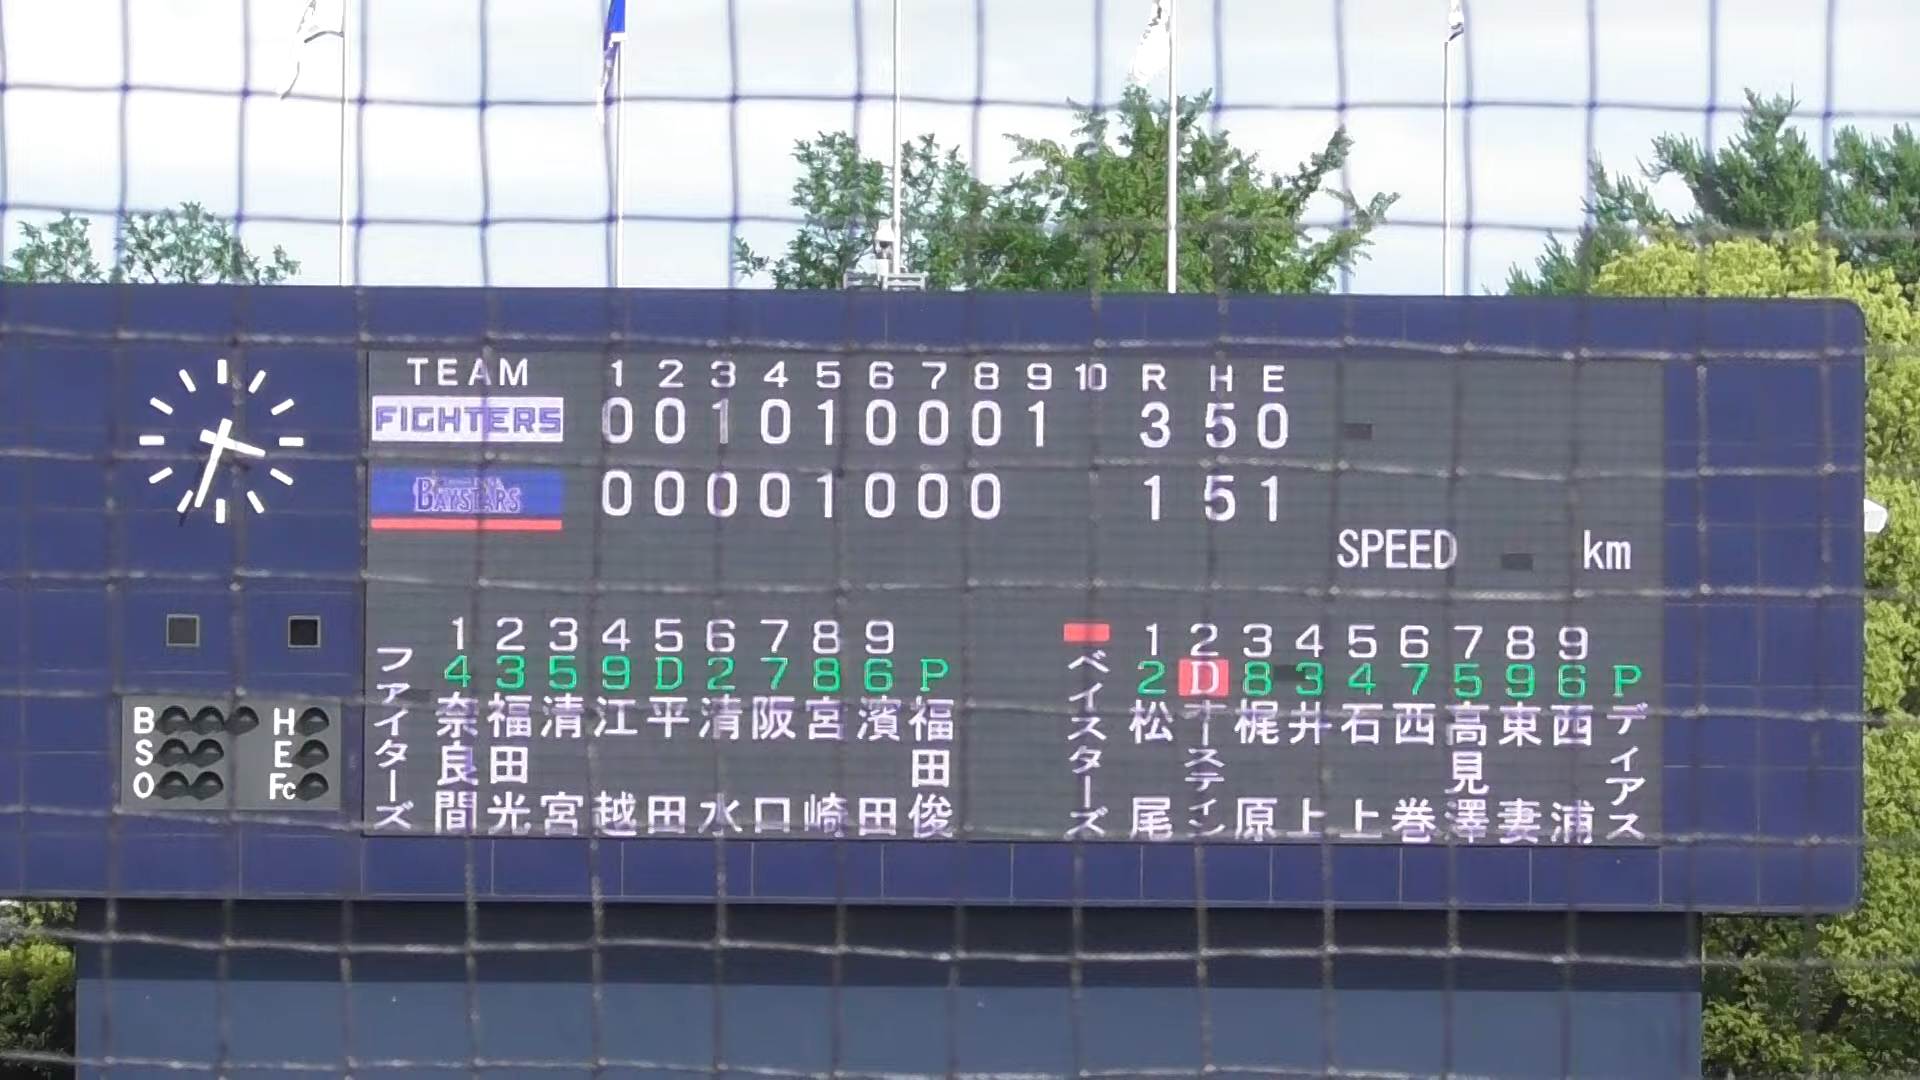 TEAM 1 2 3 4 5 6 7 8 9 10 R H E
FIGHTERS 0 0 1 0 1 0 0 0 1 3 5 0
BAYSTARS 0 0 0 0 1 0 0 0 1 5 1
SPEED km
B H
S E
O Fc
ファイターズ
1 4 奈良間
2 3 福田光
3 5 清宮
4 9 江越
5 D 平田
6 2 清水
7 7 阪口
8 8 宮崎
9 6 濱田
P 福田俊
ベイスターズ
1 2 松尾
2 D オースティン
3 8 梶原
4 3 井上
5 4 石上
6 7 西巻
7 5 高見澤
8 9 東妻
9 6 西浦
P ディアス